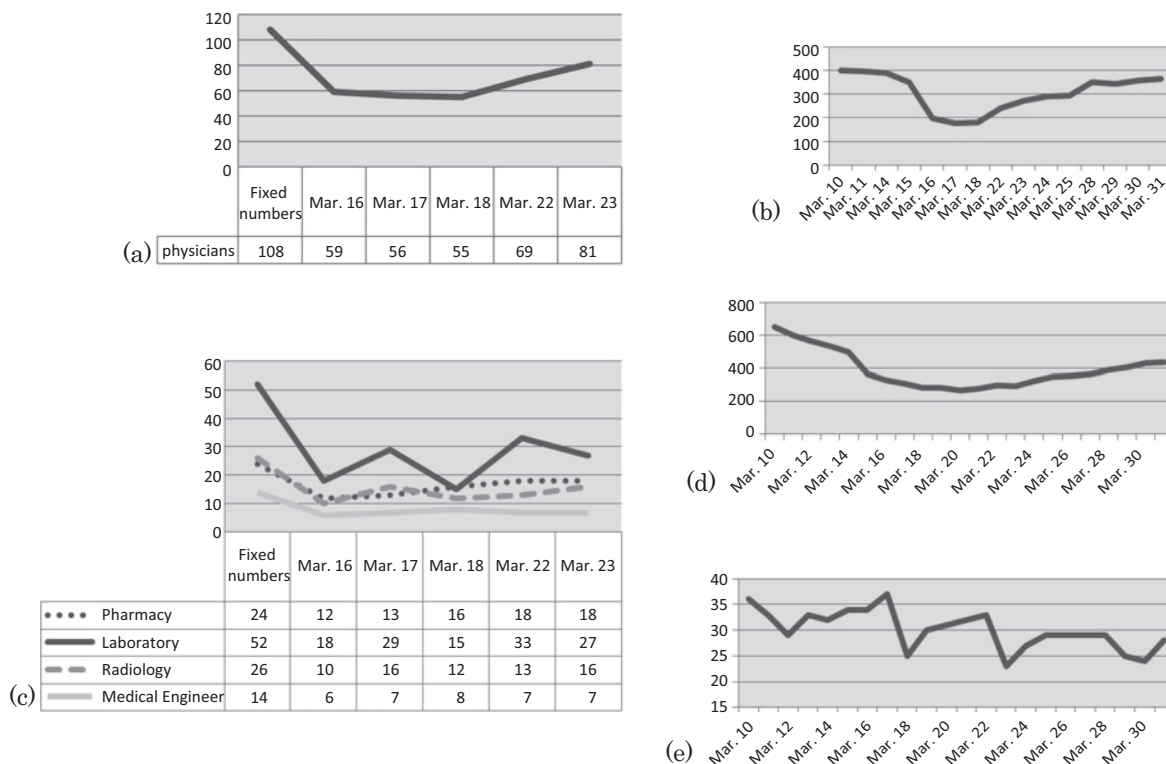 120
100
80
60
40
20
0
Fixed numbers Mar. 16 Mar. 17 Mar. 18 Mar. 22 Mar. 23
(a) physicians 108 59 56 55 69 81
500
400
300
200
100
0
Mar. 10 Mar. 11 Mar. 14 Mar. 15 Mar. 16 Mar. 17 Mar. 18 Mar. 22 Mar. 23 Mar. 24 Mar. 25 Mar. 28 Mar. 29 Mar. 30 Mar. 31
(b)
60
50
40
30
20
10
0
Fixed numbers Mar. 16 Mar. 17 Mar. 18 Mar. 22 Mar. 23
Pharmacy 24 12 13 16 18 18
Laboratory 52 18 29 15 33 27
Radiology 26 10 16 12 13 16
(c) Medical Engineer 14 6 7 8 7 7
800
600
400
200
0
Mar. 10 Mar. 12 Mar. 14 Mar. 16 Mar. 18 Mar. 20 Mar. 22 Mar. 24 Mar. 26 Mar. 28 Mar. 30
(d)
40
35
30
25
20
15
Mar. 10 Mar. 12 Mar. 14 Mar. 16 Mar. 18 Mar. 20 Mar. 22 Mar. 24 Mar. 26 Mar. 28 Mar. 30
(e)